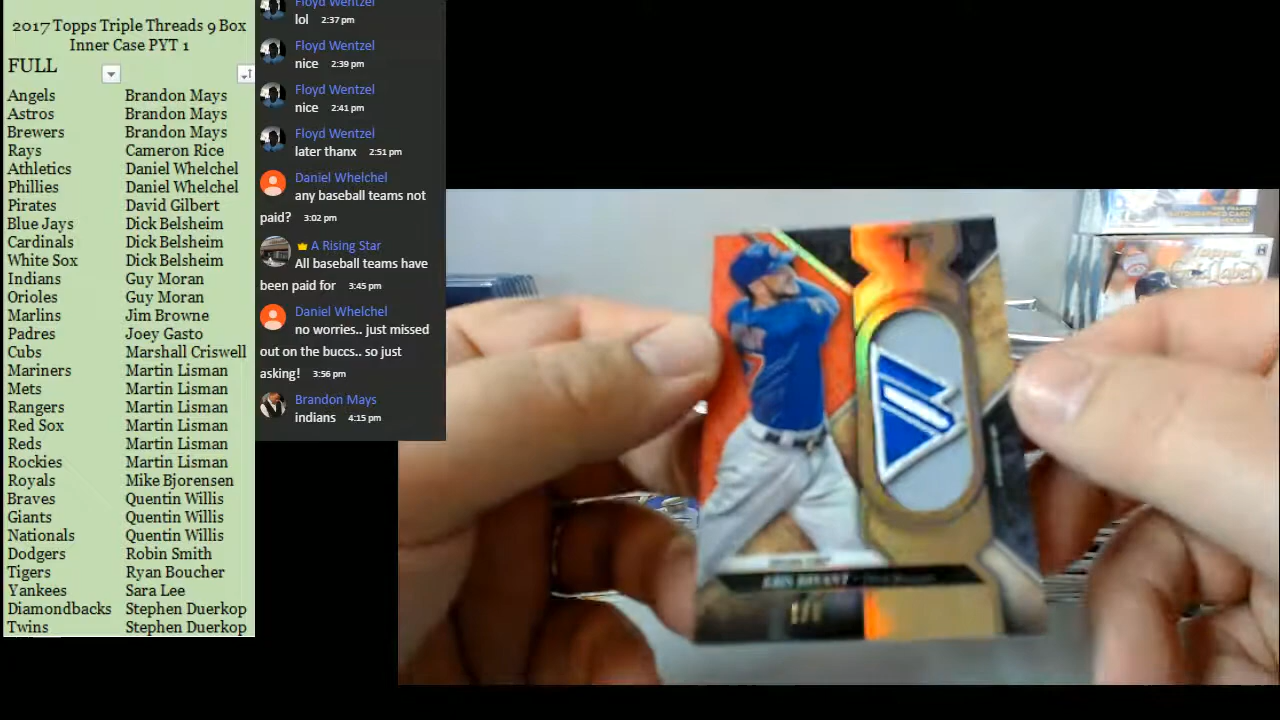 2017 Topps Triple Threads 9 Box
Inner Case PYT 1
FULL
Angels Brandon Mays
Astros Brandon Mays
Brewers Brandon Mays
Rays Cameron Rice
Athletics Daniel Whelchel
Phillies Daniel Whelchel
Pirates David Gilbert
Blue Jays Dick Belsheim
Cardinals Dick Belsheim
White Sox Dick Belsheim
Indians Guy Moran
Orioles Guy Moran
Marlins Jim Browne
Padres Joey Gasto
Cubs Marshall Criswell
Mariners Martin Lisman
Mets Martin Lisman
Rangers Martin Lisman
Red Sox Martin Lisman
Reds Martin Lisman
Rockies Martin Lisman
Royals Mike Bjorensen
Braves Quentin Willis
Giants Quentin Willis
Nationals Quentin Willis
Dodgers Robin Smith
Tigers Ryan Boucher
Yankees Sara Lee
Diamondbacks Stephen Duerkop
Twins Stephen Duerkop
Floyd Wentzel
lol 2:37 pm
Floyd Wentzel
nice 2:39 pm
Floyd Wentzel
nice 2:41 pm
Floyd Wentzel
later thanx 2:51 pm
Daniel Whelchel
any baseball teams not
paid? 3:02 pm
A Rising Star
All baseball teams have
been paid for 3:45 pm
Daniel Whelchel
no worries.. just missed
out on the buccs.. so just
asking! 3:56 pm
Brandon Mays
indians 4:15 pm
KRIS BRYANT
1/1
AUTOGRAPHED CARD